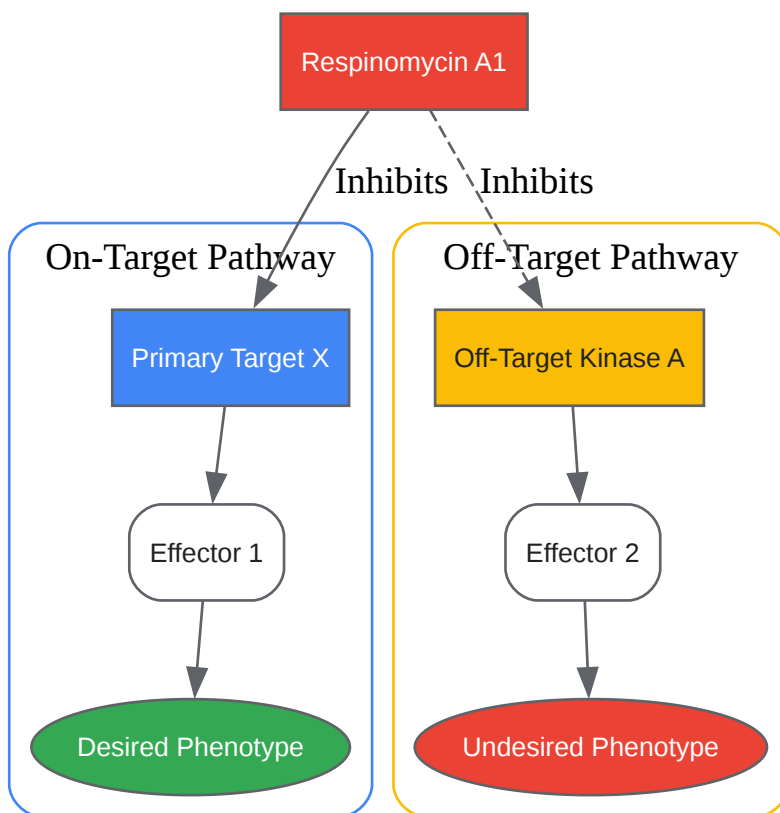 Respinomycin A1
Inhibits
Inhibits
On-Target Pathway
Off-Target Pathway
Primary Target X
Off-Target Kinase A
Effector 1
Effector 2
Desired Phenotype
Undesired Phenotype